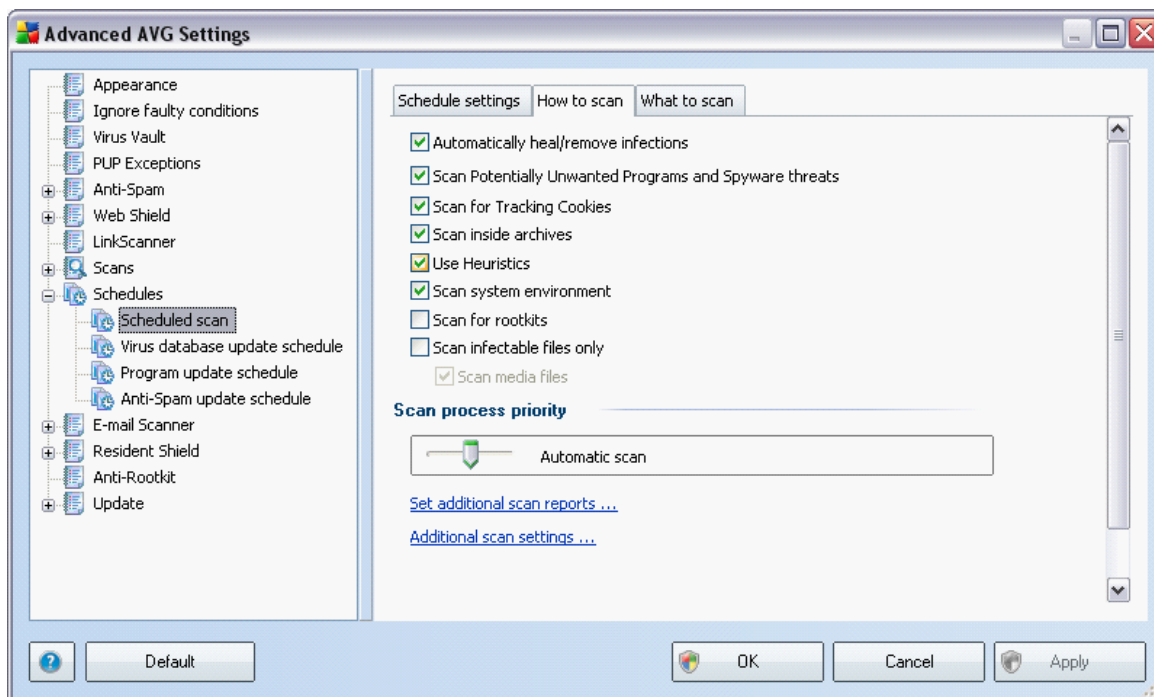 Advanced AVG Settings
Appearance
Ignore faulty conditions
Virus Vault
PUP Exceptions
Anti-Spam
Web Shield
LinkScanner
Scans
Schedules
Scheduled scan
Virus database update schedule
Program update schedule
Anti-Spam update schedule
E-mail Scanner
Resident Shield
Anti-Rootkit
Update
Schedule settings
How to scan
What to scan
Automatically heal/remove infections
Scan Potentially Unwanted Programs and Spyware threats
Scan for Tracking Cookies
Scan inside archives
Use Heuristics
Scan system environment
Scan for rootkits
Scan infectable files only
Scan media files
Scan process priority
Automatic scan
Set additional scan reports ...
Additional scan settings ...
?
Default
OK
Cancel
Apply